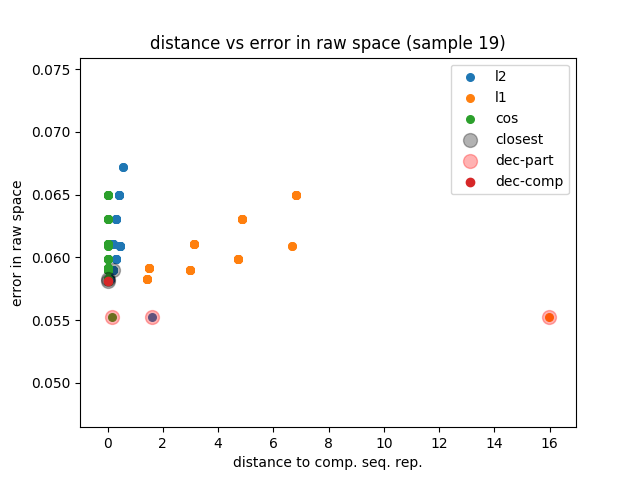 distance vs error in raw space (sample 19)
0.075
0.070
0.065
0.060
0.055
0.050
error in raw space
l2
l1
cos
closest
dec-part
dec-comp
0 2 4 6 8 10 12 14 16
distance to comp. seq. rep.